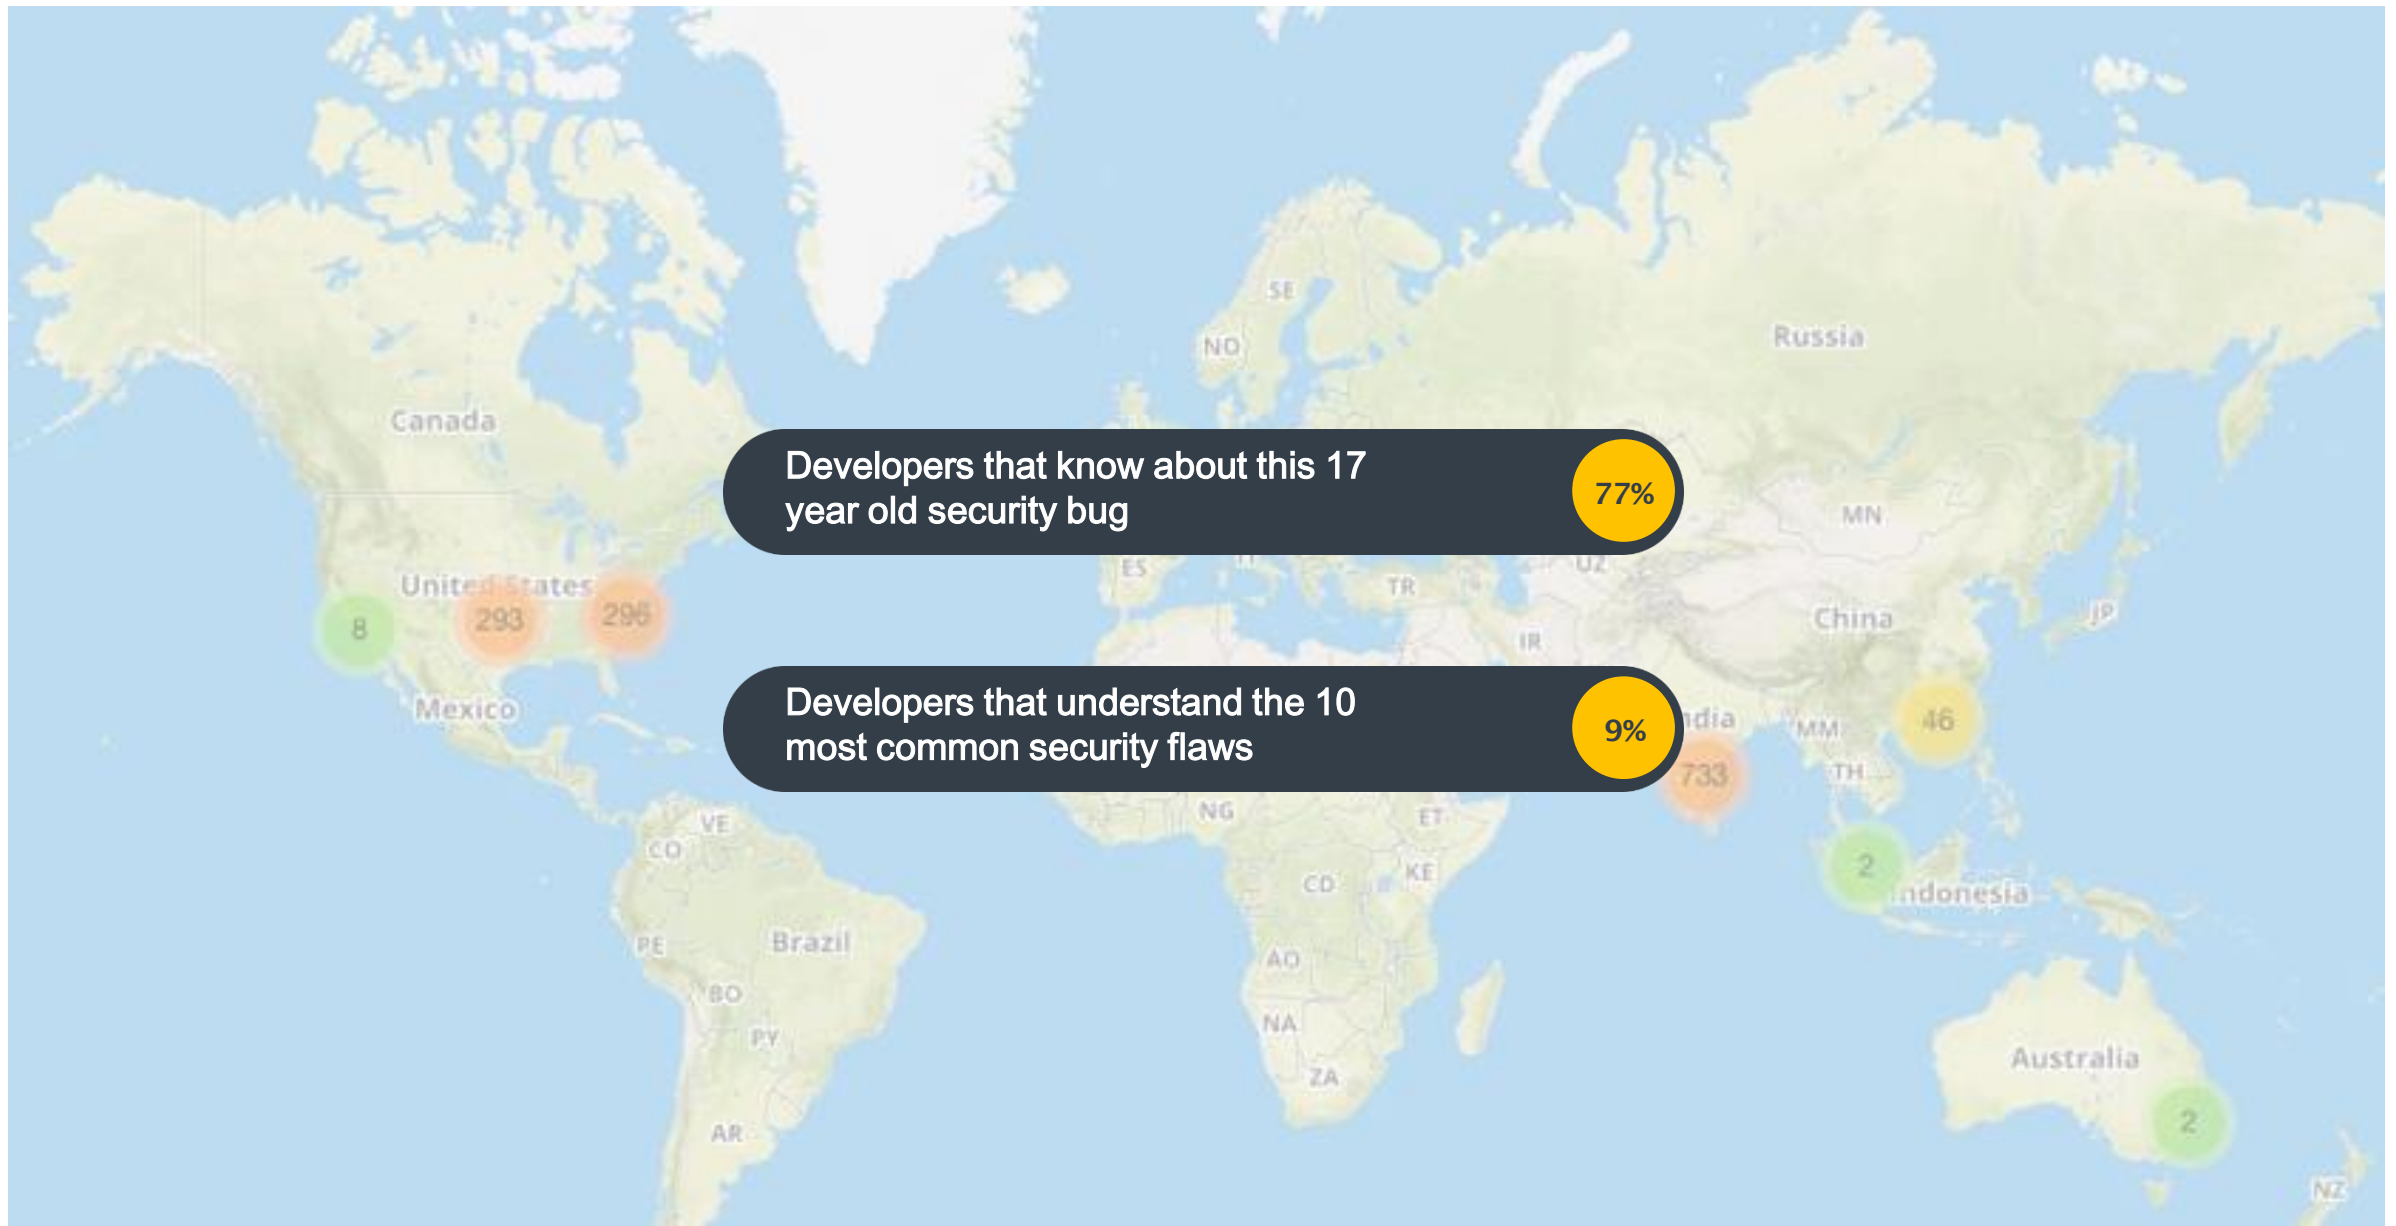 SE
NO
Russia
Canada
Developers that know about this 17
year old security bug
77%
MN
United States
ES
IT
TR
UZ
China
JP
8
293
296
IR
Developers that understand the 10
most common security flaws
9%
Mexico
MM
46
TH
733
VE
CO
NG
ET
KE
CD
2
Indonesia
PE
Brazil
AO
BO
NA
PY
ZA
Australia
AR
2
NZ